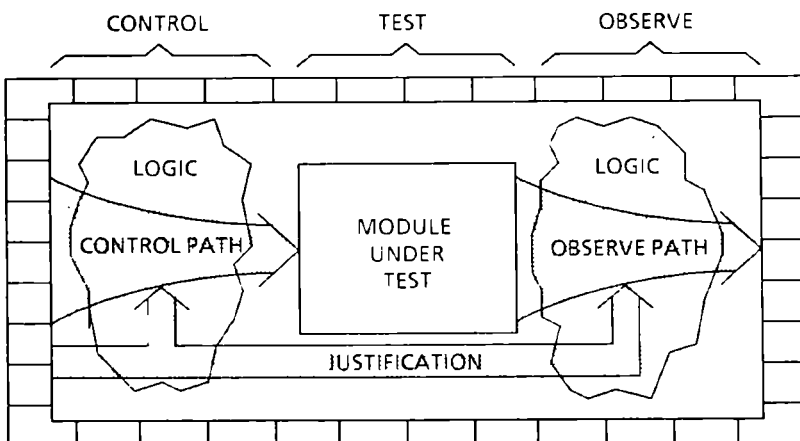 CONTROL
TEST
OBSERVE
LOGIC
CONTROL PATH
MODULE
UNDER
TEST
LOGIC
OBSERVE PATH
JUSTIFICATION